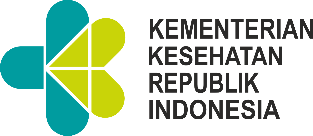 KEMENTERIAN
KESEHATAN
REPUBLIK
INDONESIA